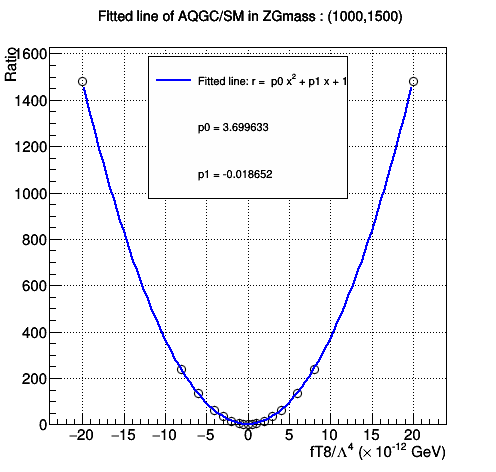 FItted line of AQGC/SM in ZGmass : (1000,1500)
Ratio
1600
1400
1200
1000
800
600
400
200
0
Fitted line: r = p0 x² + p1 x + 1
p0 = 3.699633
p1 = -0.018652
−20 −15 −10 −5 0 5 10 15 20
fT8/Λ⁴ (× 10⁻¹² GeV)